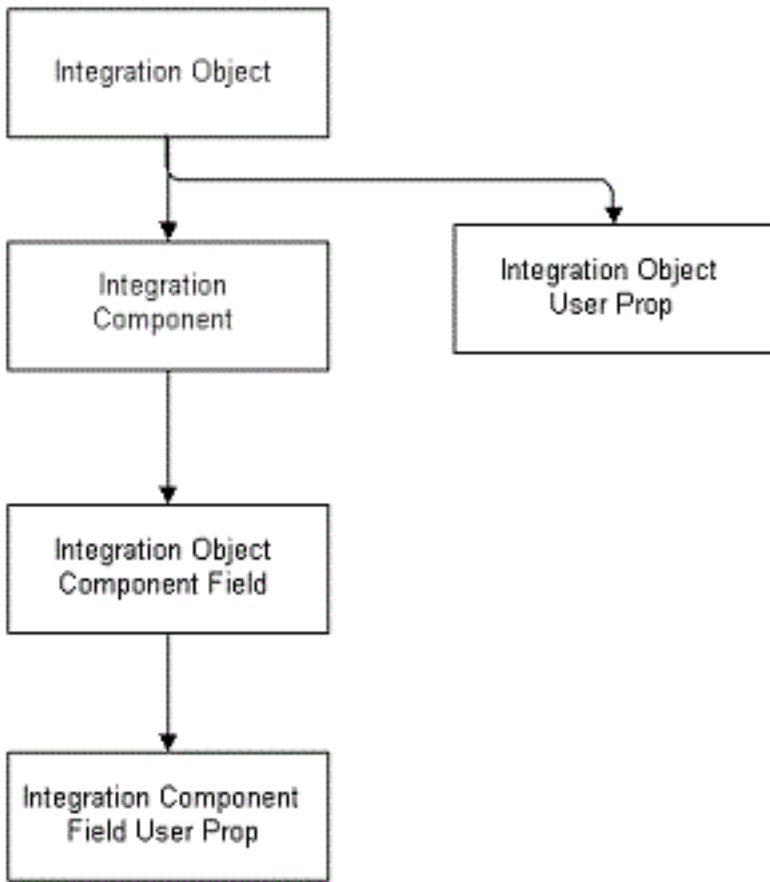 Integration Object
Integration
Component
Integration Object
User Prop
Integration Object
Component Field
Integration Component
Field User Prop